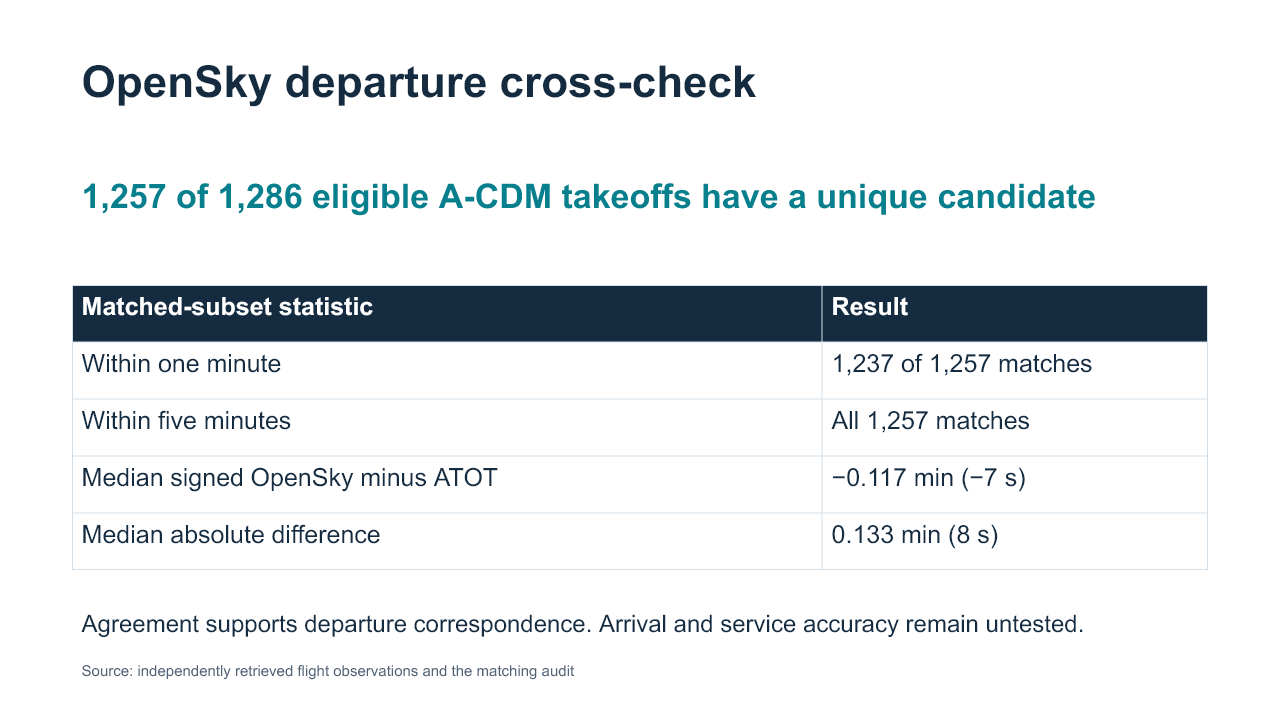 OpenSky departure cross-check
1,257 of 1,286 eligible A-CDM takeoffs have a unique candidate
Matched-subset statistic Result
Within one minute 1,237 of 1,257 matches
Within five minutes All 1,257 matches
Median signed OpenSky minus ATOT −0.117 min (−7 s)
Median absolute difference 0.133 min (8 s)
Agreement supports departure correspondence. Arrival and service accuracy remain untested.
Source: independently retrieved flight observations and the matching audit